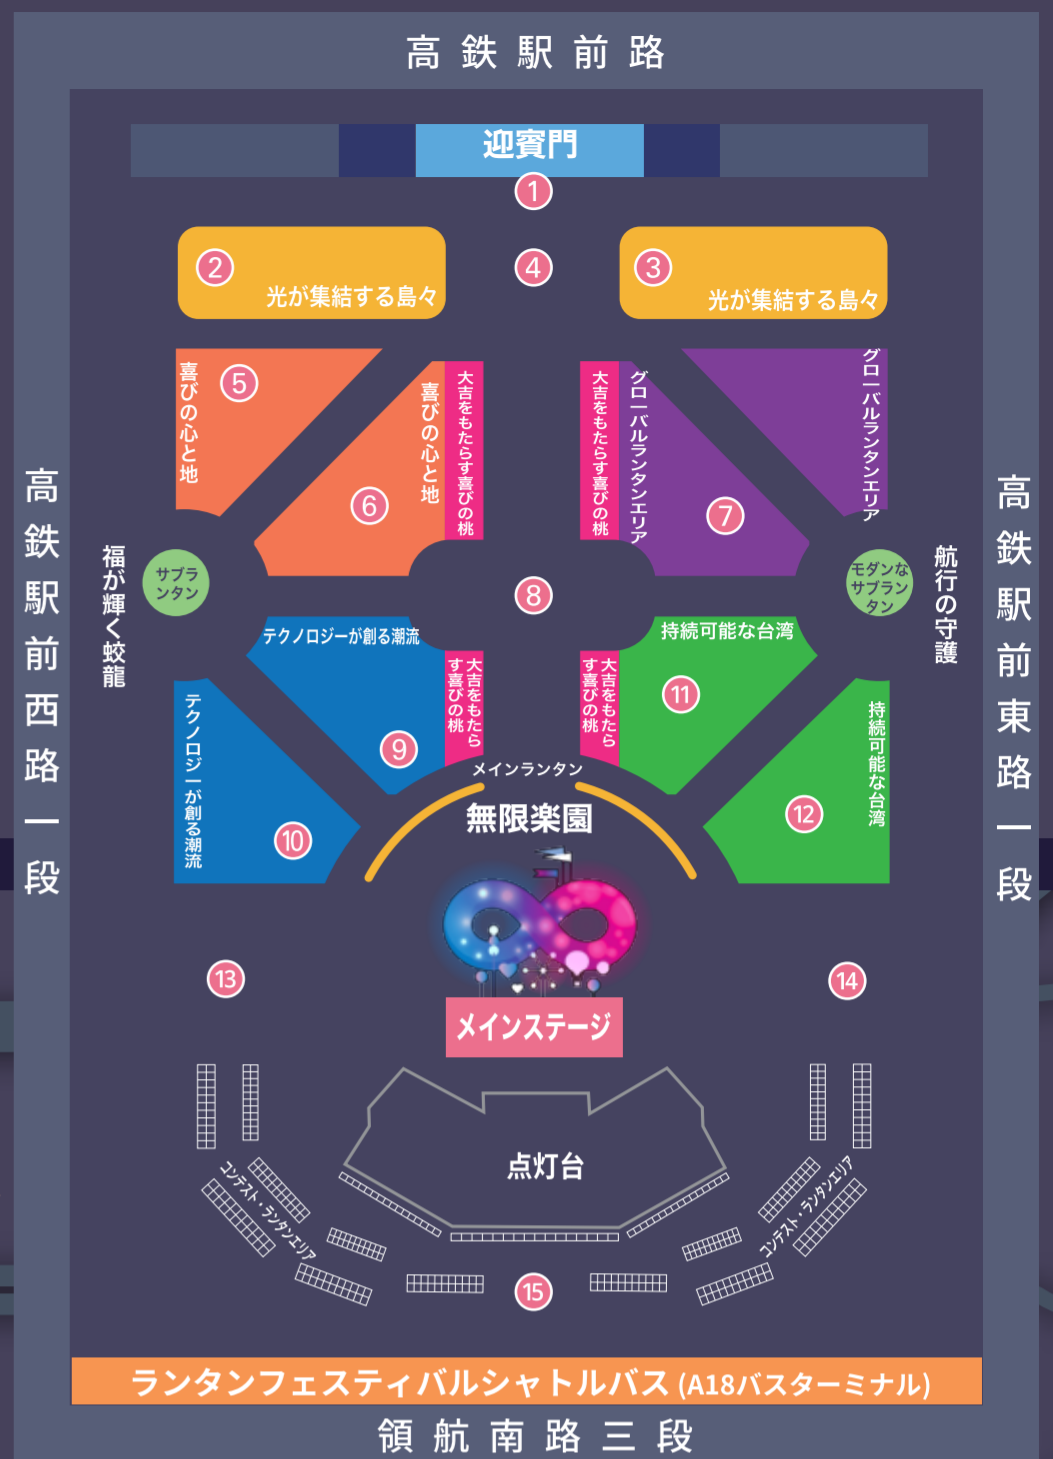 高鉄駅前路
迎賓門
1
2
光が集結する島々
4
3
光が集結する島々
喜びの心と地
5
喜びの心と地
6
大吉をもたらす喜びの桃
大吉をもたらす喜びの桃
グローバルランタンエリア
7
グローバルランタンエリア
高鉄駅前西路一段
高鉄駅前東路一段
福が輝く蛟龍
サブラ
ンタン
8
モダンな
サブラン
タン
航行の守護
テクノロジーが創る潮流
9
大吉をもたら
す喜びの桃
大吉をもたら
す喜びの桃
持続可能な台湾
11
テクノロジーが創る潮流
10
持続可能な台湾
12
メインランタン
無限楽園
13
14
メインステージ
点灯台
コンテスト・ランタンエリア
コンテスト・ランタンエリア
15
ランタンフェスティバルシャトルバス (A18バスターミナル)
領航南路三段